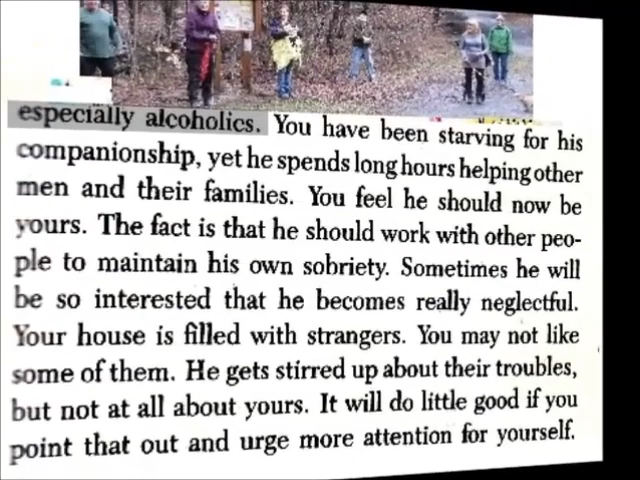 especially alcoholics. You have been starving for his
companionship, yet he spends long hours helping other
men and their families. You feel he should now be
yours. The fact is that he should work with other peo-
ple to maintain his own sobriety. Sometimes he will
be so interested that he becomes really neglectful.
Your house is filled with strangers. You may not like
some of them. He gets stirred up about their troubles,
but not at all about yours. It will do little good if you
point that out and urge more attention for yourself.